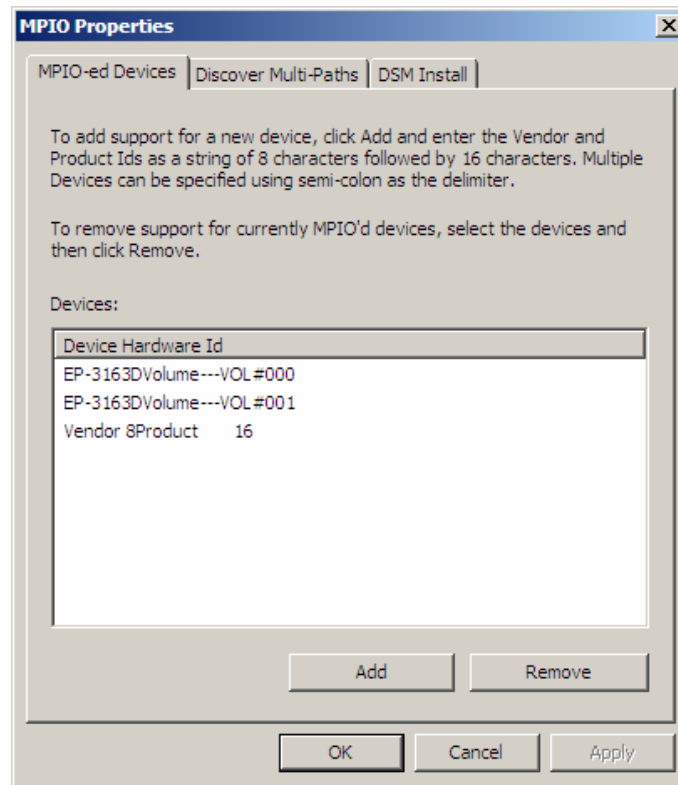 MPIO Properties
MPIO-ed Devices Discover Multi-Paths DSM Install
To add support for a new device, click Add and enter the Vendor and
Product Ids as a string of 8 characters followed by 16 characters. Multiple
Devices can be specified using semi-colon as the delimiter.
To remove support for currently MPIO'd devices, select the devices and
then click Remove.
Devices:
Device Hardware Id
EP-3163DVolume---VOL#000
EP-3163DVolume---VOL#001
Vendor 8Product 16
Add Remove
OK Cancel Apply